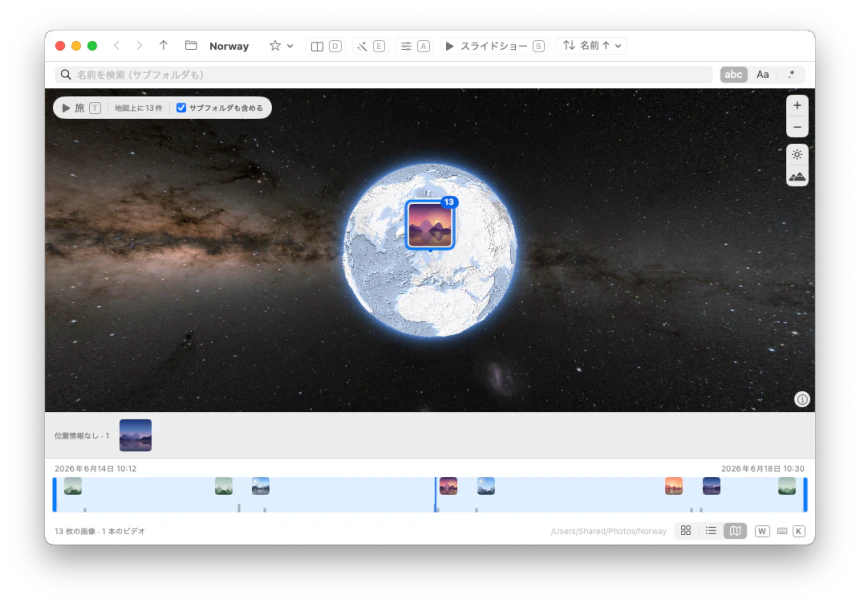 Norway
D
E
A
スライドショー S
名前 ↑
名前を検索 (サブフォルダも)
abc
Aa
.*
旅 T
地図上に 13 件
サブフォルダも含める
+
−
13
位置情報なし · 1
2026年6月14日 10:12
2026年6月18日 10:30
13 枚の画像 · 1 本のビデオ
/Users/Shared/Photos/Norway
W
K